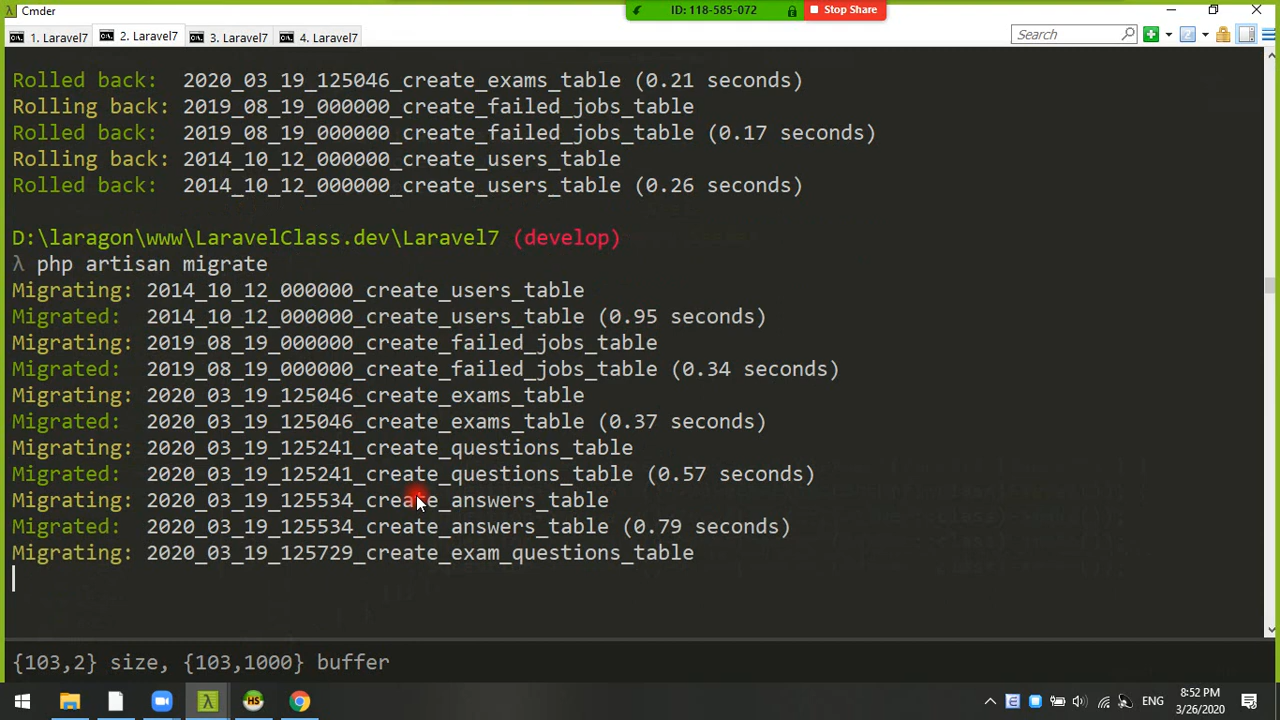 Cmder
ID: 118-585-072
Stop Share
1. Laravel7
2. Laravel7
3. Laravel7
4. Laravel7
Search
Rolled back:  2020_03_19_125046_create_exams_table (0.21 seconds)
Rolling back: 2019_08_19_000000_create_failed_jobs_table
Rolled back:  2019_08_19_000000_create_failed_jobs_table (0.17 seconds)
Rolling back: 2014_10_12_000000_create_users_table
Rolled back:  2014_10_12_000000_create_users_table (0.26 seconds)
D:\laragon\www\LaravelClass.dev\Laravel7 (develop)
λ php artisan migrate
Migrating: 2014_10_12_000000_create_users_table
Migrated:  2014_10_12_000000_create_users_table (0.95 seconds)
Migrating: 2019_08_19_000000_create_failed_jobs_table
Migrated:  2019_08_19_000000_create_failed_jobs_table (0.34 seconds)
Migrating: 2020_03_19_125046_create_exams_table
Migrated:  2020_03_19_125046_create_exams_table (0.37 seconds)
Migrating: 2020_03_19_125241_create_questions_table
Migrated:  2020_03_19_125241_create_questions_table (0.57 seconds)
Migrating: 2020_03_19_125534_create_answers_table
Migrated:  2020_03_19_125534_create_answers_table (0.79 seconds)
Migrating: 2020_03_19_125729_create_exam_questions_table
{103,2} size, {103,1000} buffer
ENG
8:52 PM
3/26/2020